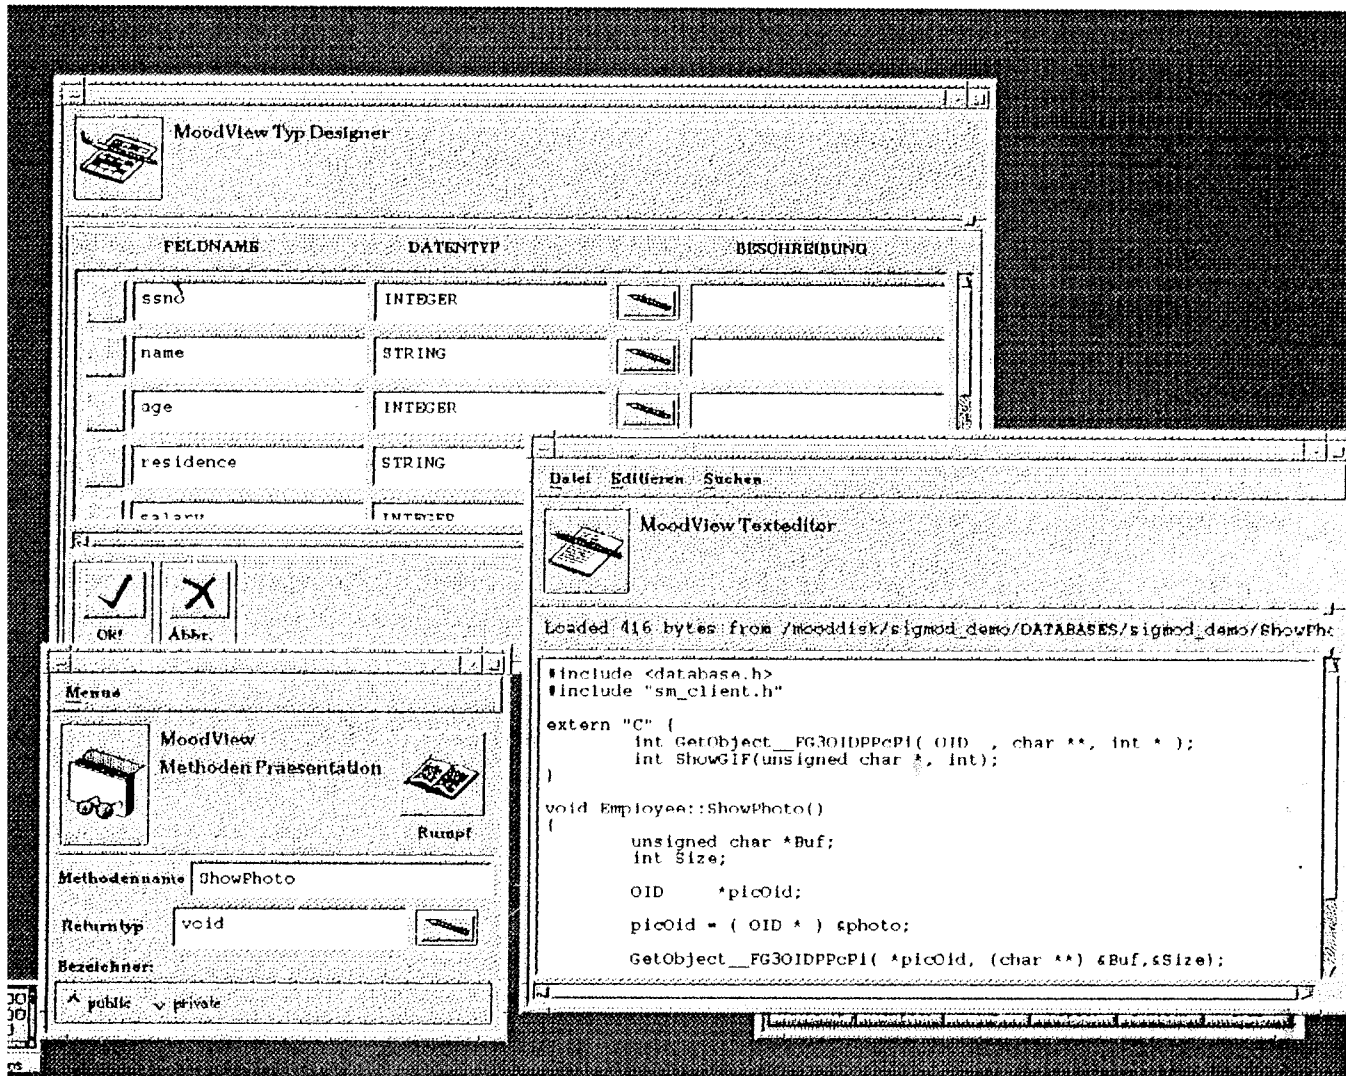 MoodView Typ Designer
FELDNAME DATENTYP BESCHREIBUNG
ssno INTEGER
name STRING
age INTEGER
residence STRING
salary INTEGER
OK! Abbr.
Datei Editieren Suchen
MoodView Texteditor
Loaded 416 bytes from /mooddisk/sigmod_demo/DATABASES/sigmod_demo/ShowPho
#include <database.h>
#include "sm_client.h"
extern "C" {
int GetObject__FG3OIDPPcPi( OID , char **, int * );
int ShowGIF(unsigned char *, int);
}
void Employee::ShowPhoto()
{
unsigned char *Buf;
int Size;
OID *picOid;
picOid = ( OID * ) &photo;
GetObject__FG3OIDPPcPi( *picOid, (char **) &Buf,&Size);
Menue
MoodView
Methoden Praesentation
Rumpf
Methodenname ShowPhoto
Returntyp void
Bezeichner:
public private